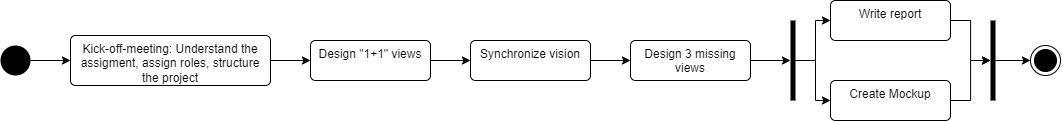 Kick-off-meeting: Understand the
assigment, assign roles, structure
the project
Design "1+1" views
Synchronize vision
Design 3 missing
views
Write report
Create Mockup